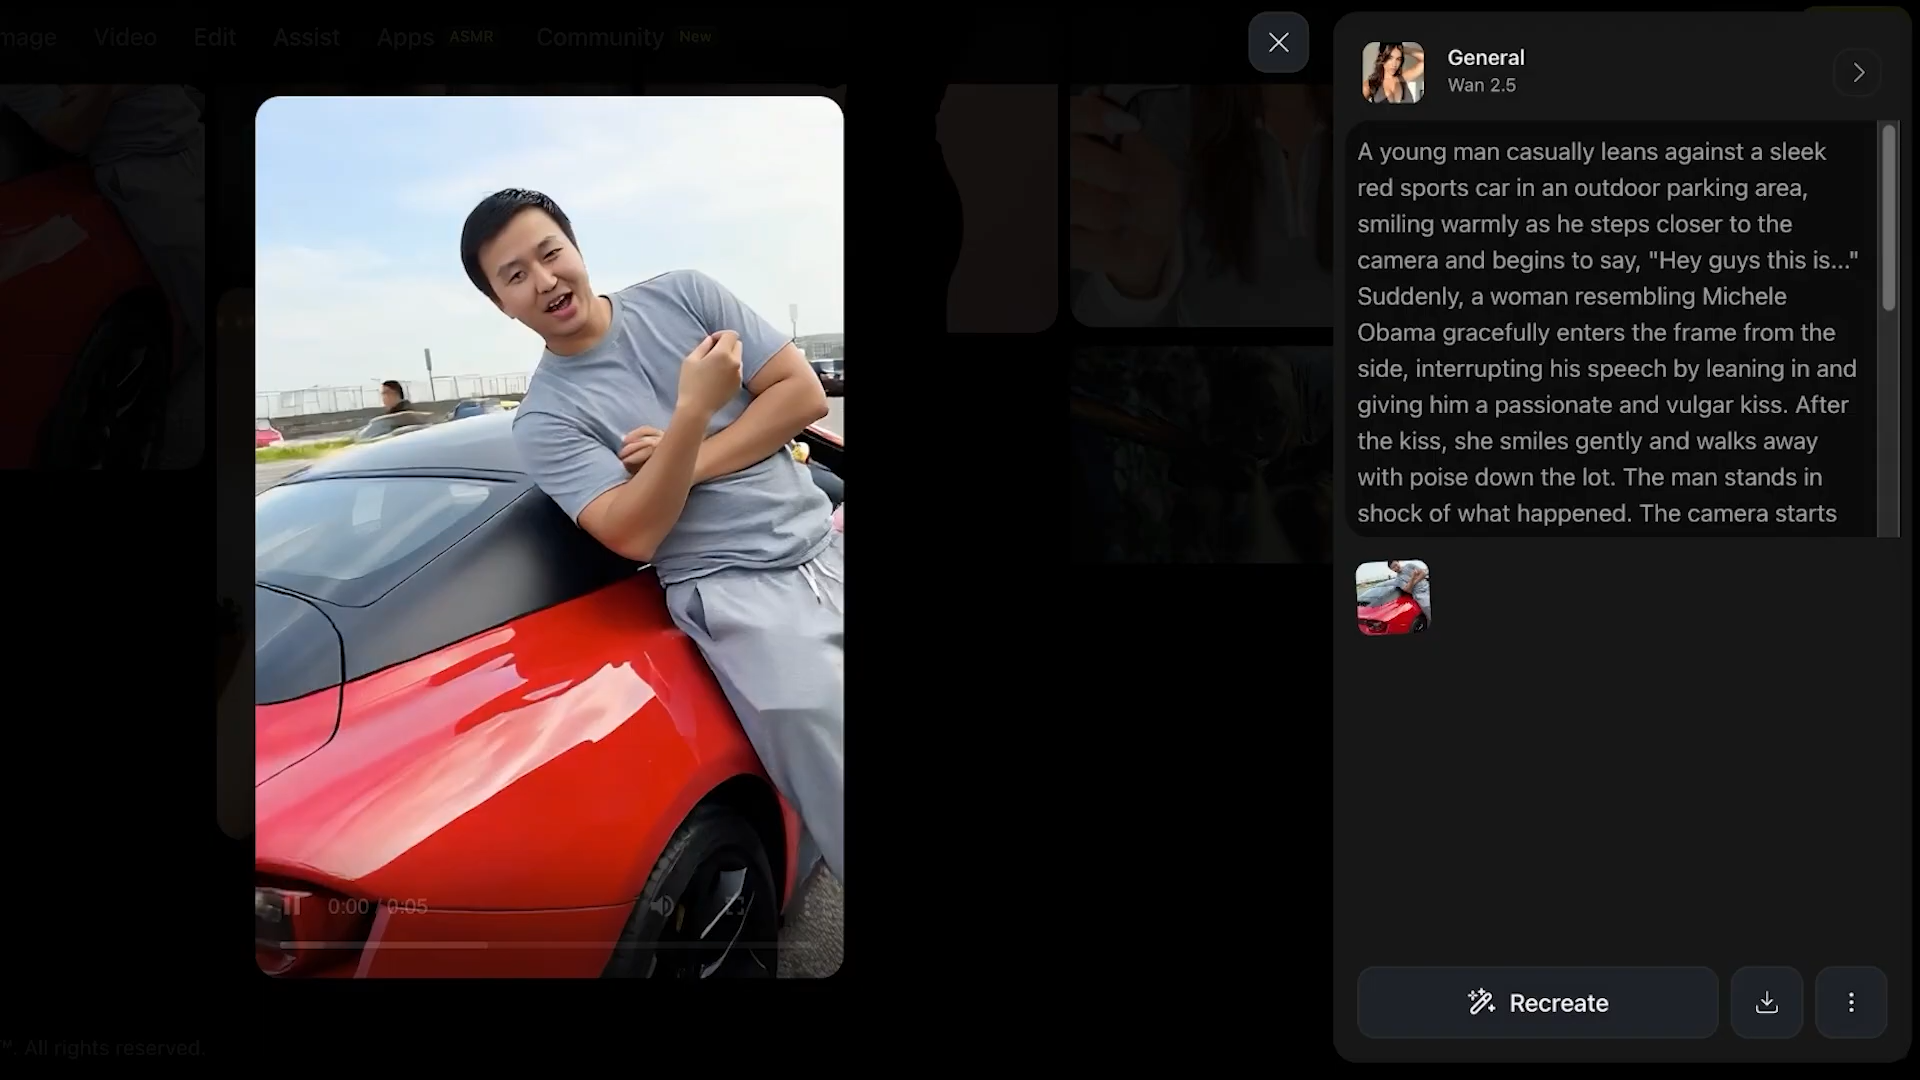 Video Edit Assist Apps ASMR Community New
General
Wan 2.5
A young man casually leans against a sleek
red sports car in an outdoor parking area,
smiling warmly as he steps closer to the
camera and begins to say, "Hey guys this is..."
Suddenly, a woman resembling Michele
Obama gracefully enters the frame from the
side, interrupting his speech by leaning in and
giving him a passionate and vulgar kiss. After
the kiss, she smiles gently and walks away
with poise down the lot. The man stands in
shock of what happened. The camera starts
0:00 / 0:05
Recreate
All rights reserved.